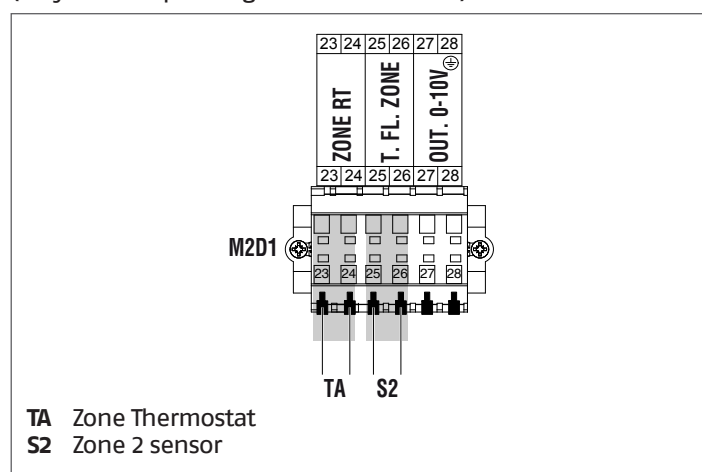 23 24 25 26 27 28
ZONE RT
T. FL. ZONE
OUT. 0-10V
23 24 25 26 27 28
M2D1
23 24 25 26 27 28
TA S2
TA Zone Thermostat
S2 Zone 2 sensor